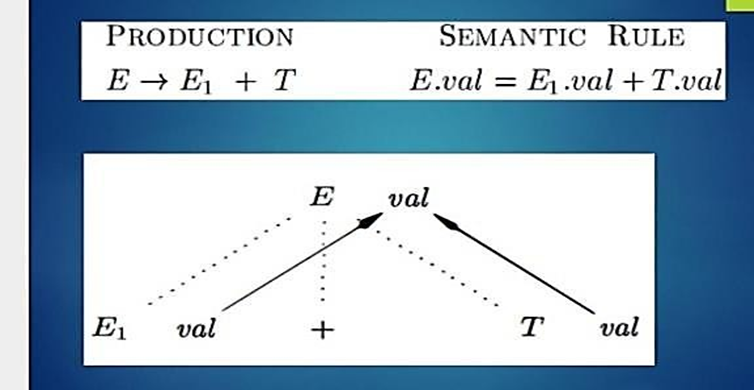 PRODUCTION SEMANTIC RULE
E → E₁ + T E.val = E₁.val + T.val
E val
E₁ val + T val